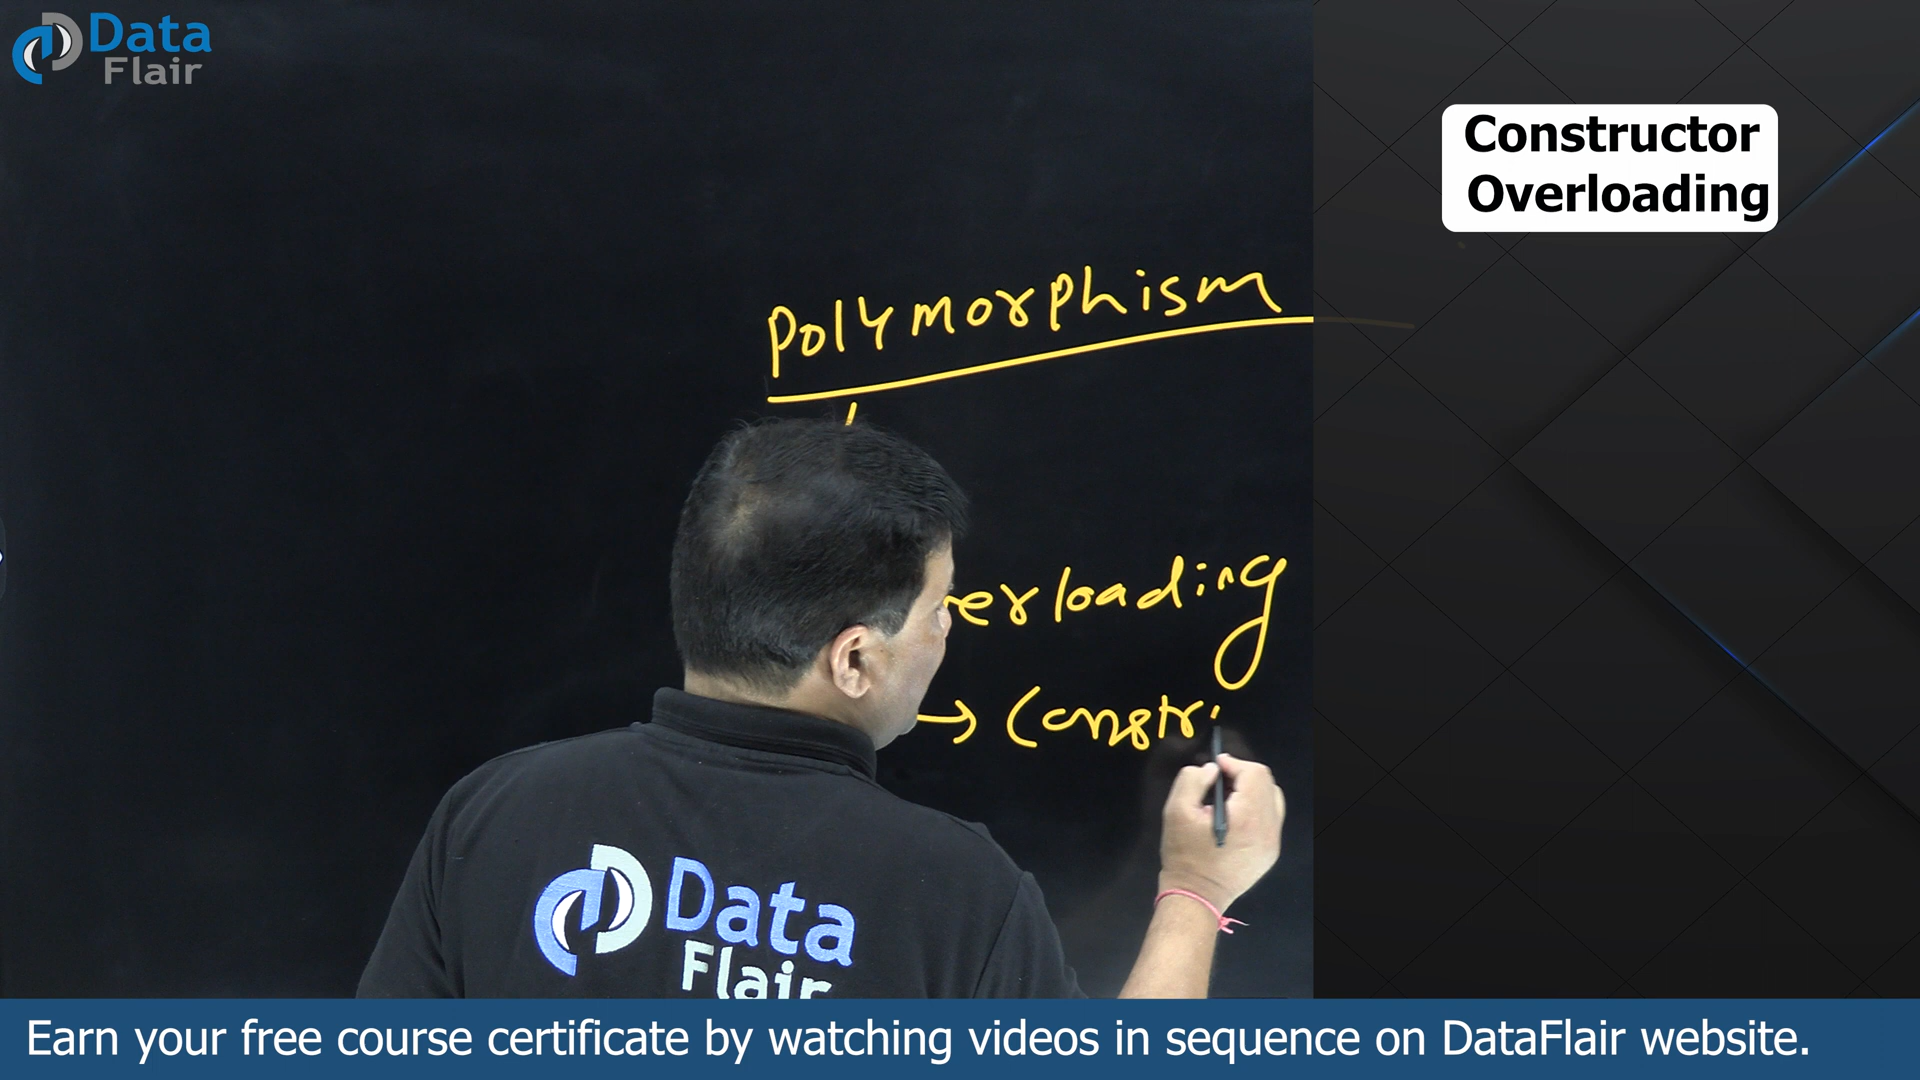 Data
Flair
Constructor
Overloading
Polymorphism
erloading
→ Constr
Data
Flair
Earn your free course certificate by watching videos in sequence on DataFlair website.